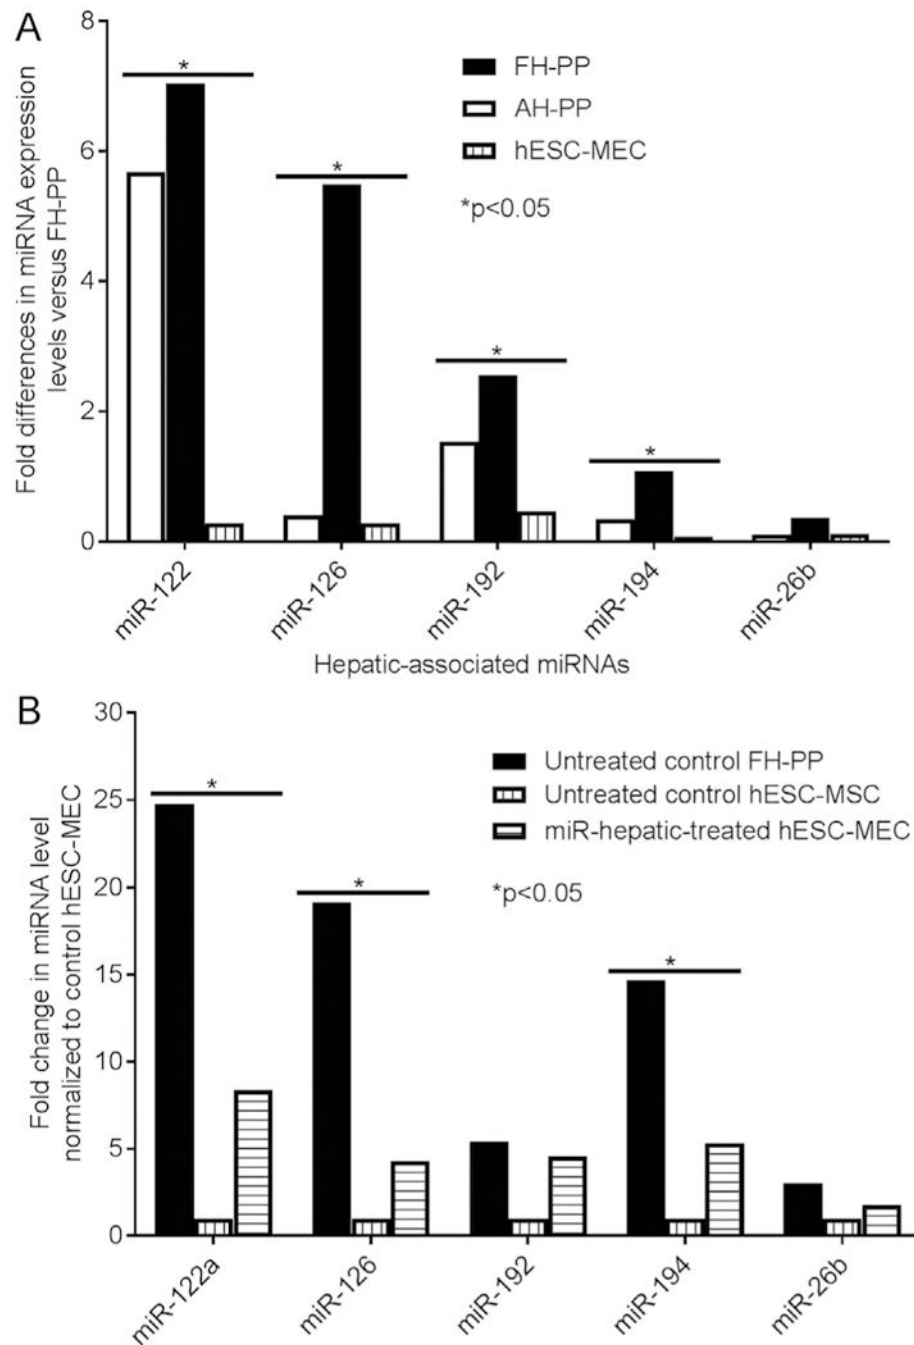 A
8
6
4
2
0
Fold differences in miRNA expression
levels versus FH-PP
*
*
*
*
FH-PP
AH-PP
hESC-MEC
*p<0.05
miR-122
miR-126
miR-192
miR-194
miR-26b
Hepatic-associated miRNAs
B
30
25
20
15
10
5
0
Fold change in miRNA level
normalized to control hESC-MEC
*
*
*
Untreated control FH-PP
Untreated control hESC-MSC
miR-hepatic-treated hESC-MEC
*p<0.05
miR-122a
miR-126
miR-192
miR-194
miR-26b